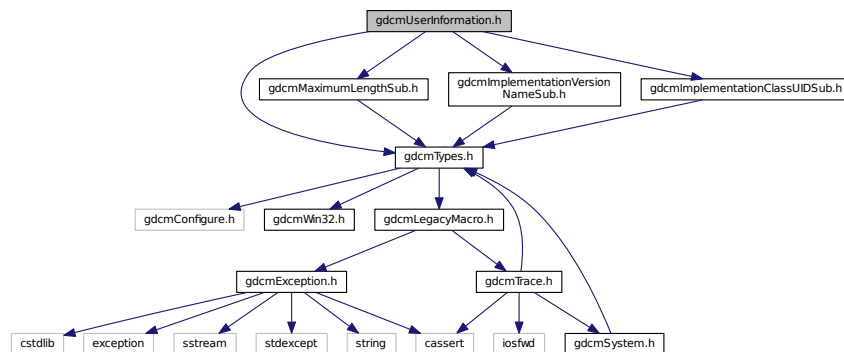 gdcmUserInformation.h
gdcmMaximumLengthSub.h
gdcmImplementationVersion
NameSub.h
gdcmImplementationClassUIDSub.h
gdcmTypes.h
gdcmConfigure.h
gdcmWin32.h
gdcmLegacyMacro.h
gdcmException.h
gdcmTrace.h
cstdlib
exception
sstream
stdexcept
string
cassert
iosfwd
gdcmSystem.h